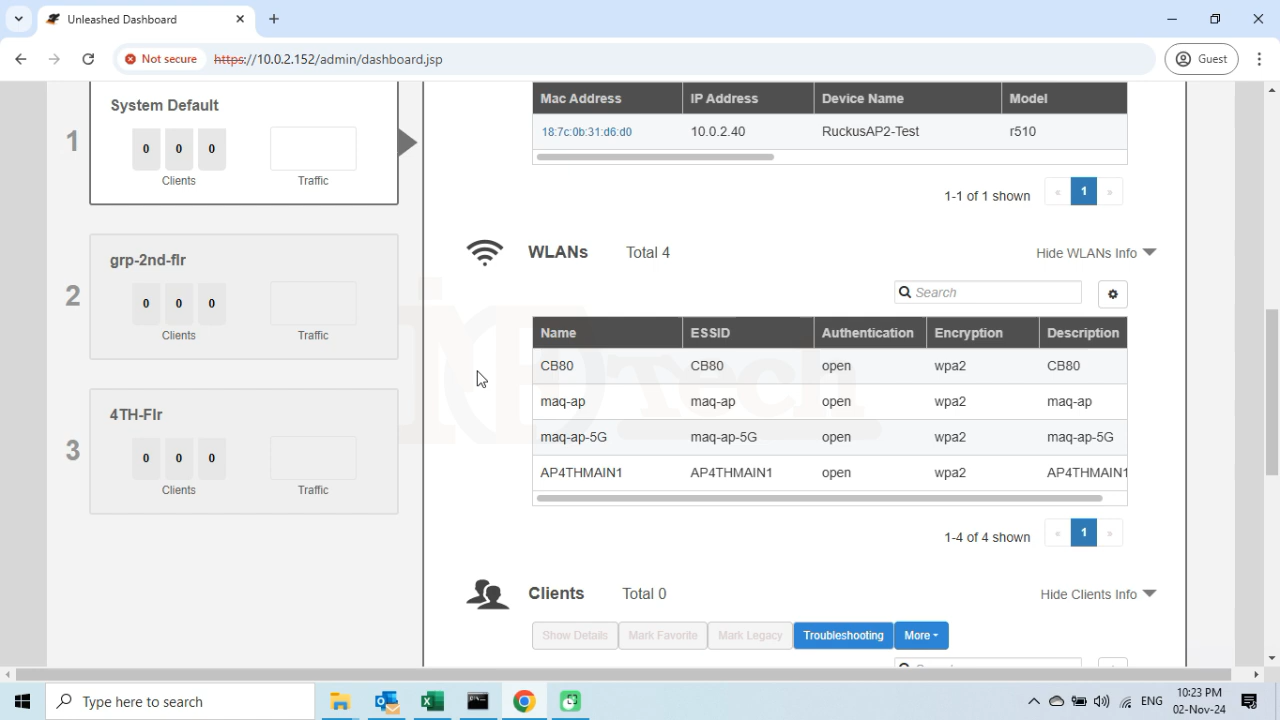 Unleashed Dashboard
Not secure https://10.0.2.152/admin/dashboard.jsp Guest
1
System Default
0 0 0
Clients Traffic
2
grp-2nd-flr
0 0 0
Clients Traffic
3
4TH-Flr
0 0 0
Clients Traffic
Mac Address IP Address Device Name Model
18:7c:0b:31:d6:d0 10.0.2.40 RuckusAP2-Test r510
1-1 of 1 shown « 1 »
WLANs Total 4 Hide WLANs Info
Search
Name ESSID Authentication Encryption Description
CB80 CB80 open wpa2 CB80
maq-ap maq-ap open wpa2 maq-ap
maq-ap-5G maq-ap-5G open wpa2 maq-ap-5G
AP4THMAIN1 AP4THMAIN1 open wpa2 AP4THMAIN1
1-4 of 4 shown « 1 »
Clients Total 0 Hide Clients Info
Show Details Mark Favorite Mark Legacy Troubleshooting More
Type here to search
ENG
10:23 PM
02-Nov-24